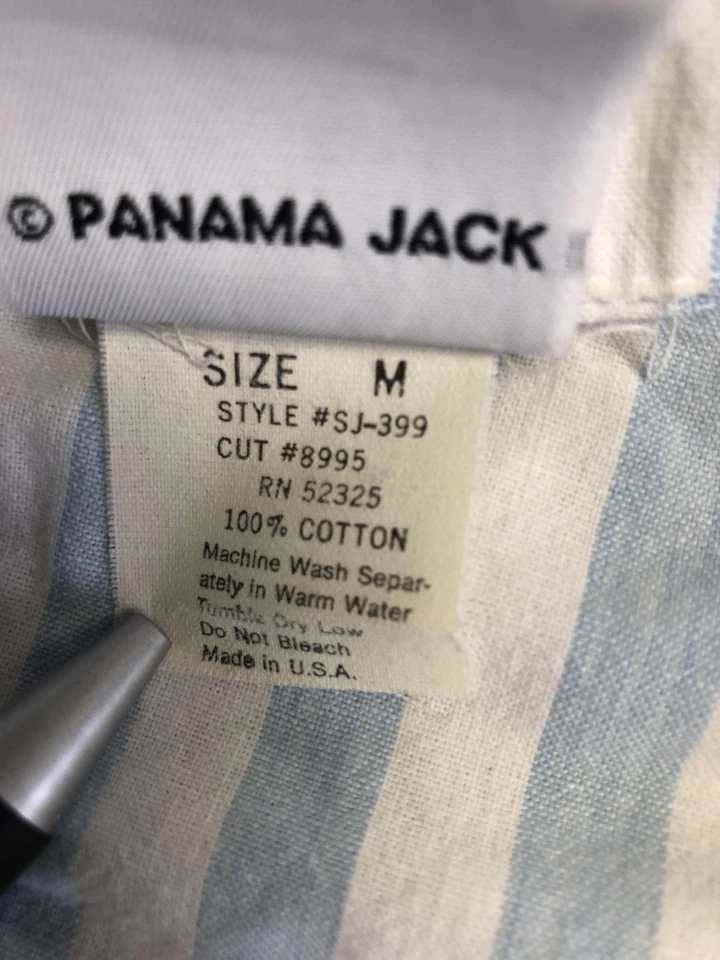 © PANAMA JACK
SIZE M
STYLE #SJ-399
CUT #8995
RN 52325
100% COTTON
Machine Wash Separ-
ately in Warm Water
Tumble Dry Low
Do Not Bleach
Made in U.S.A.